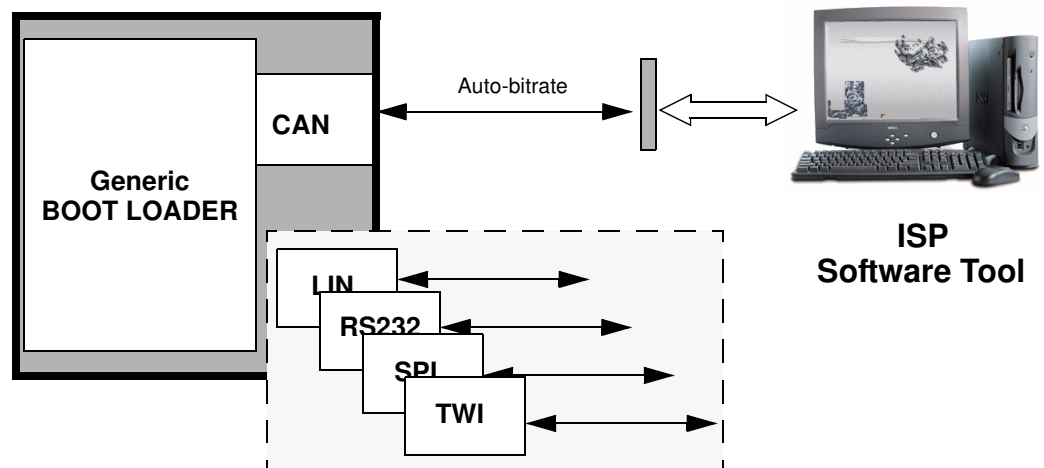 Auto-bitrate
CAN
Generic
BOOT LOADER
ISP
Software Tool
LIN
RS232
SPI
TWI